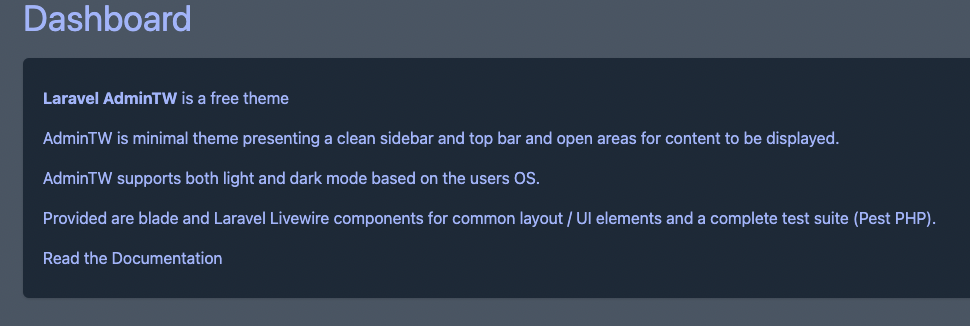 Dashboard
Laravel AdminTW is a free theme
AdminTW is minimal theme presenting a clean sidebar and top bar and open areas for content to be displayed.
AdminTW supports both light and dark mode based on the users OS.
Provided are blade and Laravel Livewire components for common layout / UI elements and a complete test suite (Pest PHP).
Read the Documentation